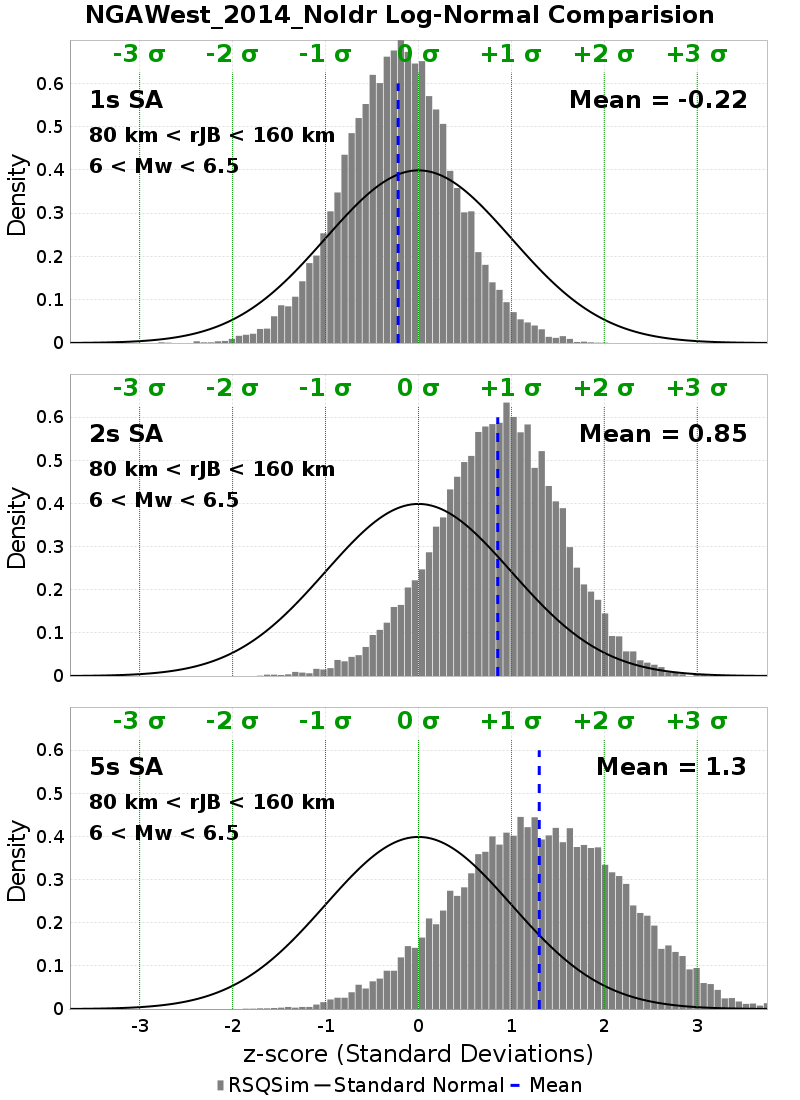 NGAWest_2014_NoIdr Log-Normal Comparision
-3 σ -2 σ -1 σ 0 σ +1 σ +2 σ +3 σ
0.6
1s SA
Mean = -0.22
0.5
80 km < rJB < 160 km
6 < Mw < 6.5
0.4
0.3
0.2
0.1
0
Density
-3 σ -2 σ -1 σ 0 σ +1 σ +2 σ +3 σ
0.6
2s SA
Mean = 0.85
0.5
80 km < rJB < 160 km
6 < Mw < 6.5
0.4
0.3
0.2
0.1
0
Density
-3 σ -2 σ -1 σ 0 σ +1 σ +2 σ +3 σ
0.6
5s SA
Mean = 1.3
0.5
80 km < rJB < 160 km
6 < Mw < 6.5
0.4
0.3
0.2
0.1
0
Density
-3 -2 -1 0 1 2 3
z-score (Standard Deviations)
RSQSim Standard Normal Mean